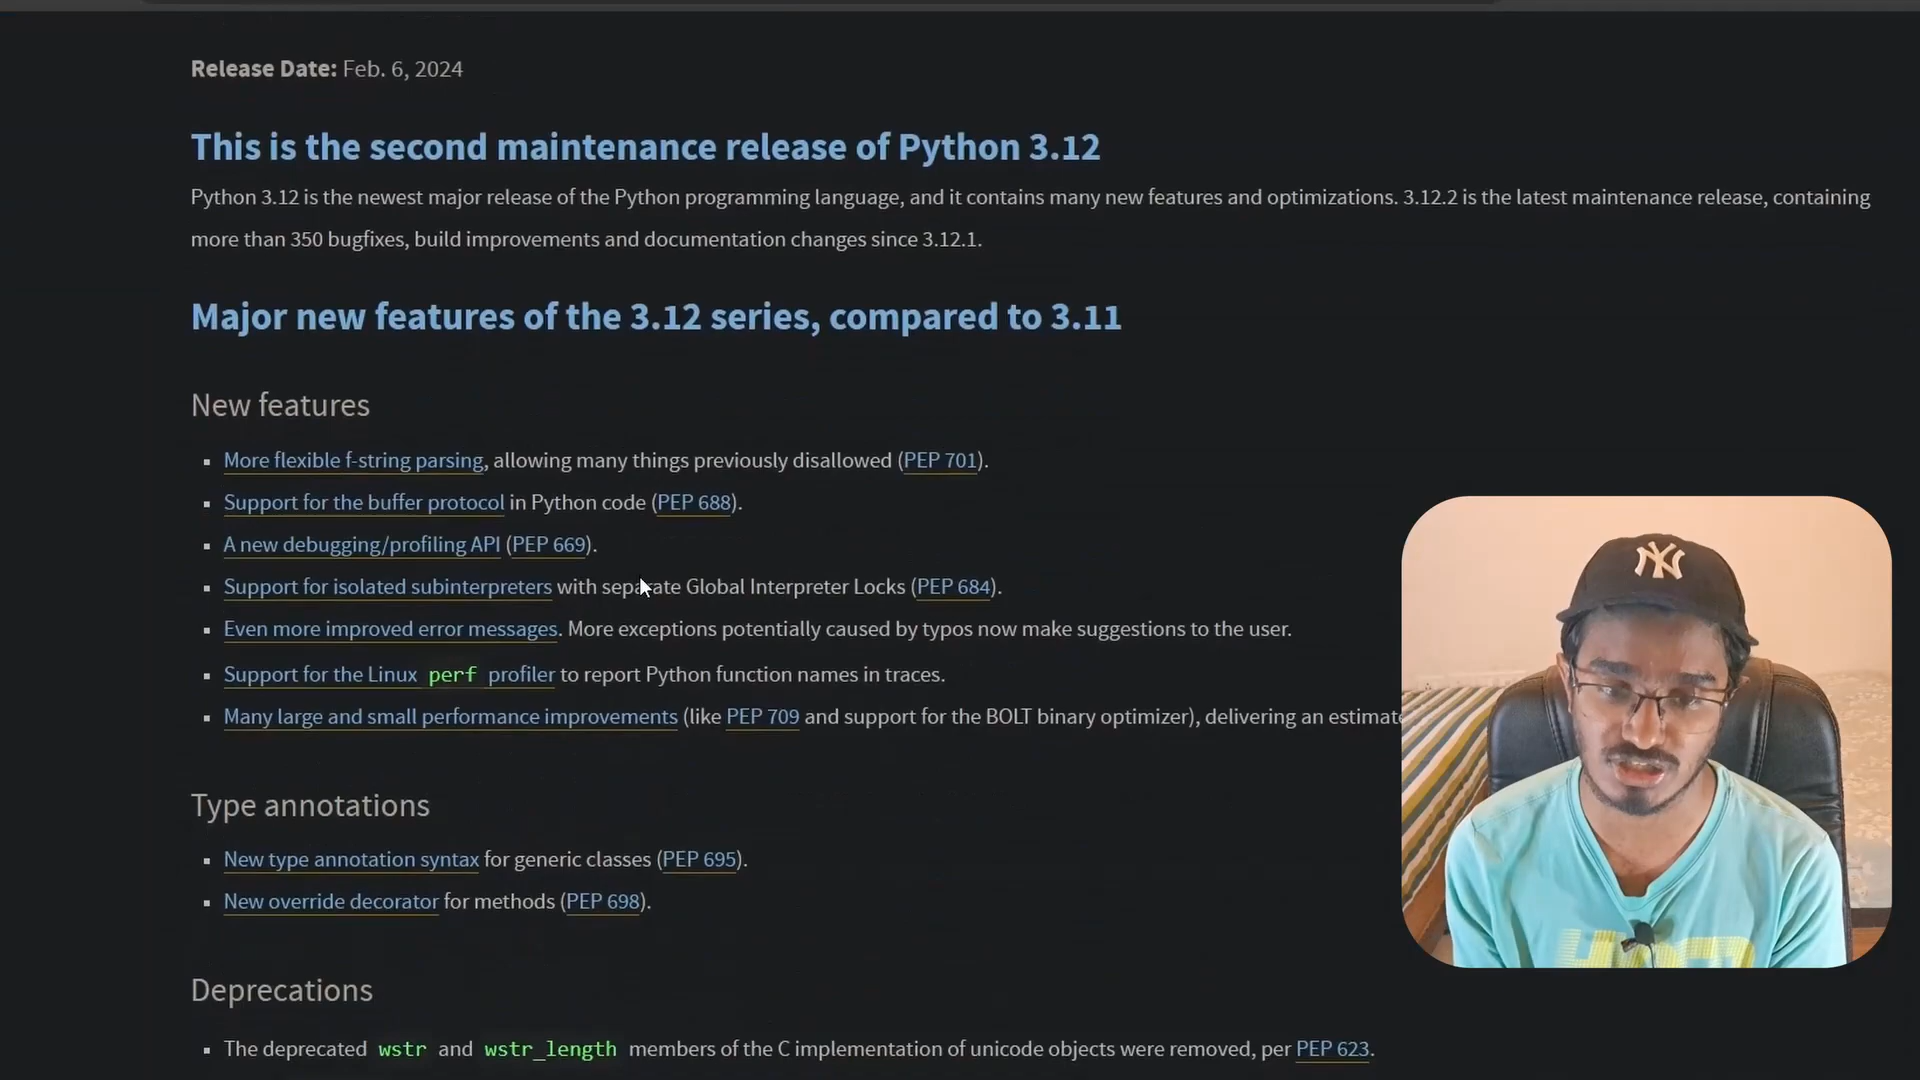 Release Date: Feb. 6, 2024
This is the second maintenance release of Python 3.12
Python 3.12 is the newest major release of the Python programming language, and it contains many new features and optimizations. 3.12.2 is the latest maintenance release, containing
more than 350 bugfixes, build improvements and documentation changes since 3.12.1.
Major new features of the 3.12 series, compared to 3.11
New features
More flexible f-string parsing, allowing many things previously disallowed (PEP 701).
Support for the buffer protocol in Python code (PEP 688).
A new debugging/profiling API (PEP 669).
Support for isolated subinterpreters with separate Global Interpreter Locks (PEP 684).
Even more improved error messages. More exceptions potentially caused by typos now make suggestions to the user.
Support for the Linux perf profiler to report Python function names in traces.
Many large and small performance improvements (like PEP 709 and support for the BOLT binary optimizer), delivering an estimate
Type annotations
New type annotation syntax for generic classes (PEP 695).
New override decorator for methods (PEP 698).
Deprecations
The deprecated wstr and wstr_length members of the C implementation of unicode objects were removed, per PEP 623.
NY